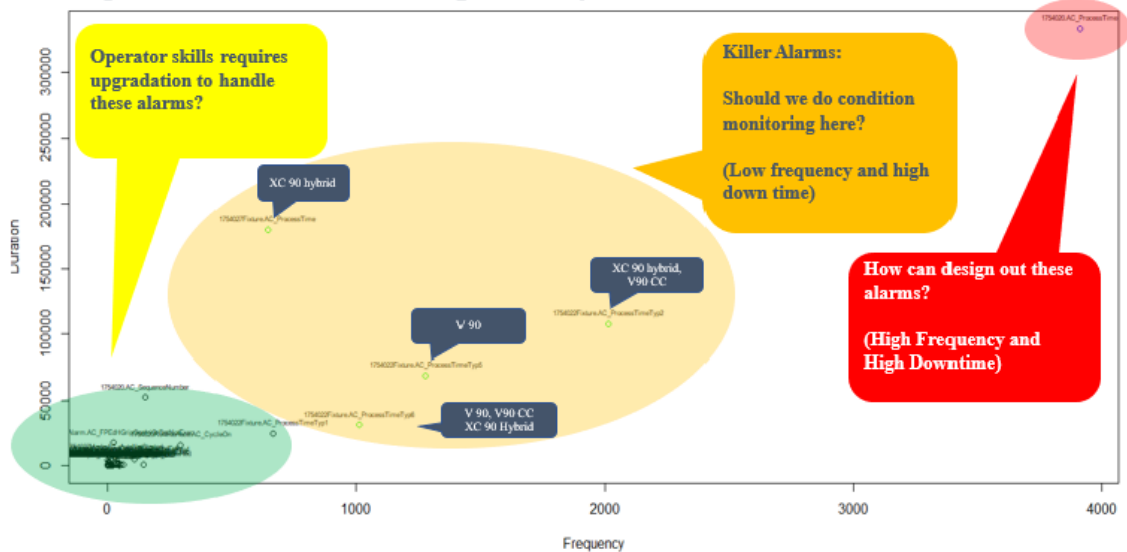 Operator skills requires
upgradation to handle
these alarms?
Killer Alarms:
Should we do condition
monitoring here?
(Low frequency and high
down time)
How can design out these
alarms?
(High Frequency and
High Downtime)
1754020.AC_ProcessTime
XC 90 hybrid
1754027Fixture.AC_ProcessTime
XC 90 hybrid,
V90 CC
1754022Fixture.AC_ProcessTimeTyp2
V 90
1754022Fixture.AC_ProcessTimeTyp5
V 90, V90 CC
XC 90 Hybrid
1754022Fixture.AC_ProcessTimeTyp6
1754022Fixture.AC_ProcessTimeTyp1
1754020.AC_SequenceNumber
AC_CycleOn
Duration
300000
250000
200000
150000
100000
50000
0
0 1000 2000 3000 4000
Frequency